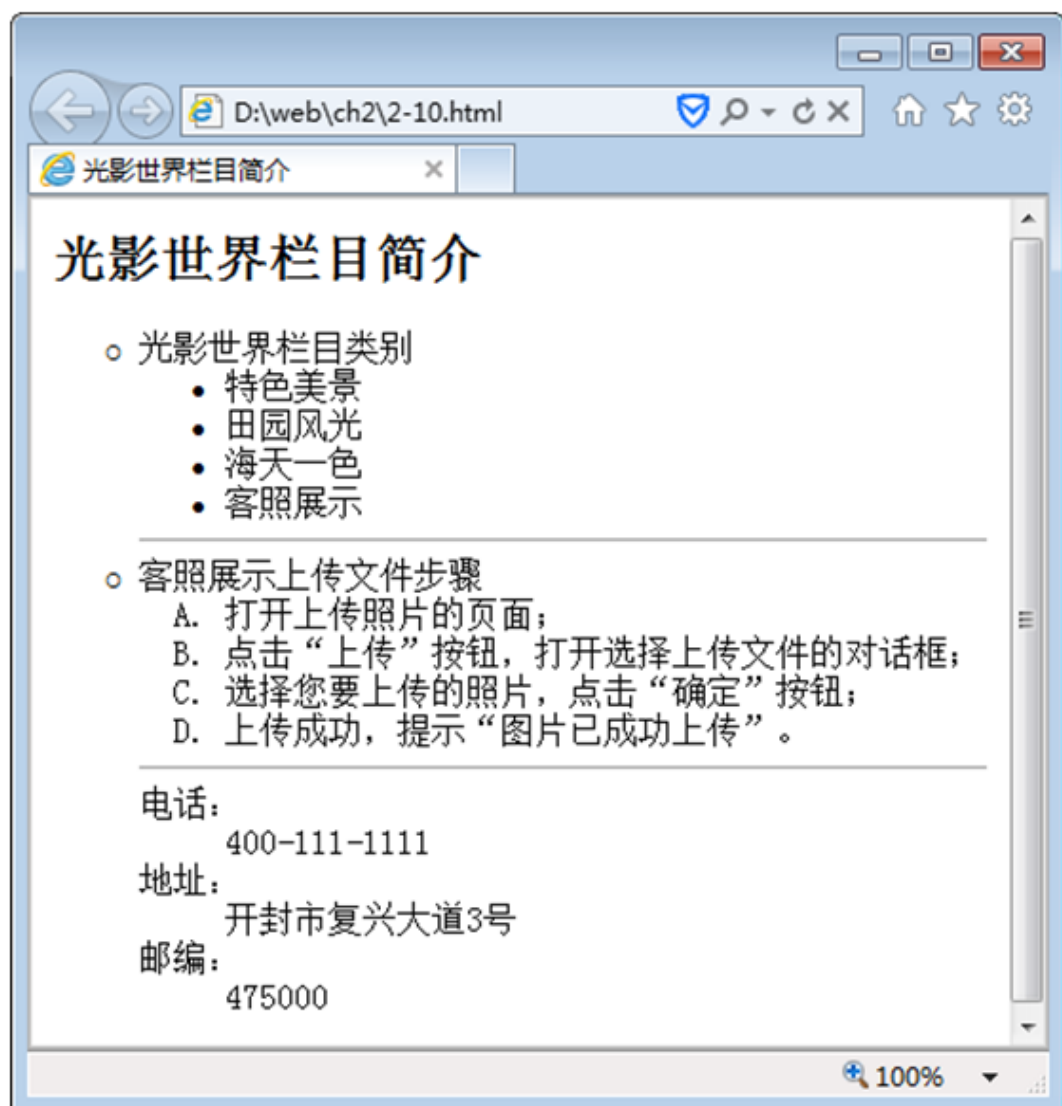 D:\web\ch2\2-10.html
光影世界栏目简介
光影世界栏目简介
光影世界栏目类别
特色美景
田园风光
海天一色
客照展示
客照展示上传文件步骤
A. 打开上传照片的页面；
B. 点击“上传”按钮，打开选择上传文件的对话框；
C. 选择您要上传的照片，点击“确定”按钮；
D. 上传成功，提示“图片已成功上传”。
电话：
400-111-1111
地址：
开封市复兴大道3号
邮编：
475000
100%